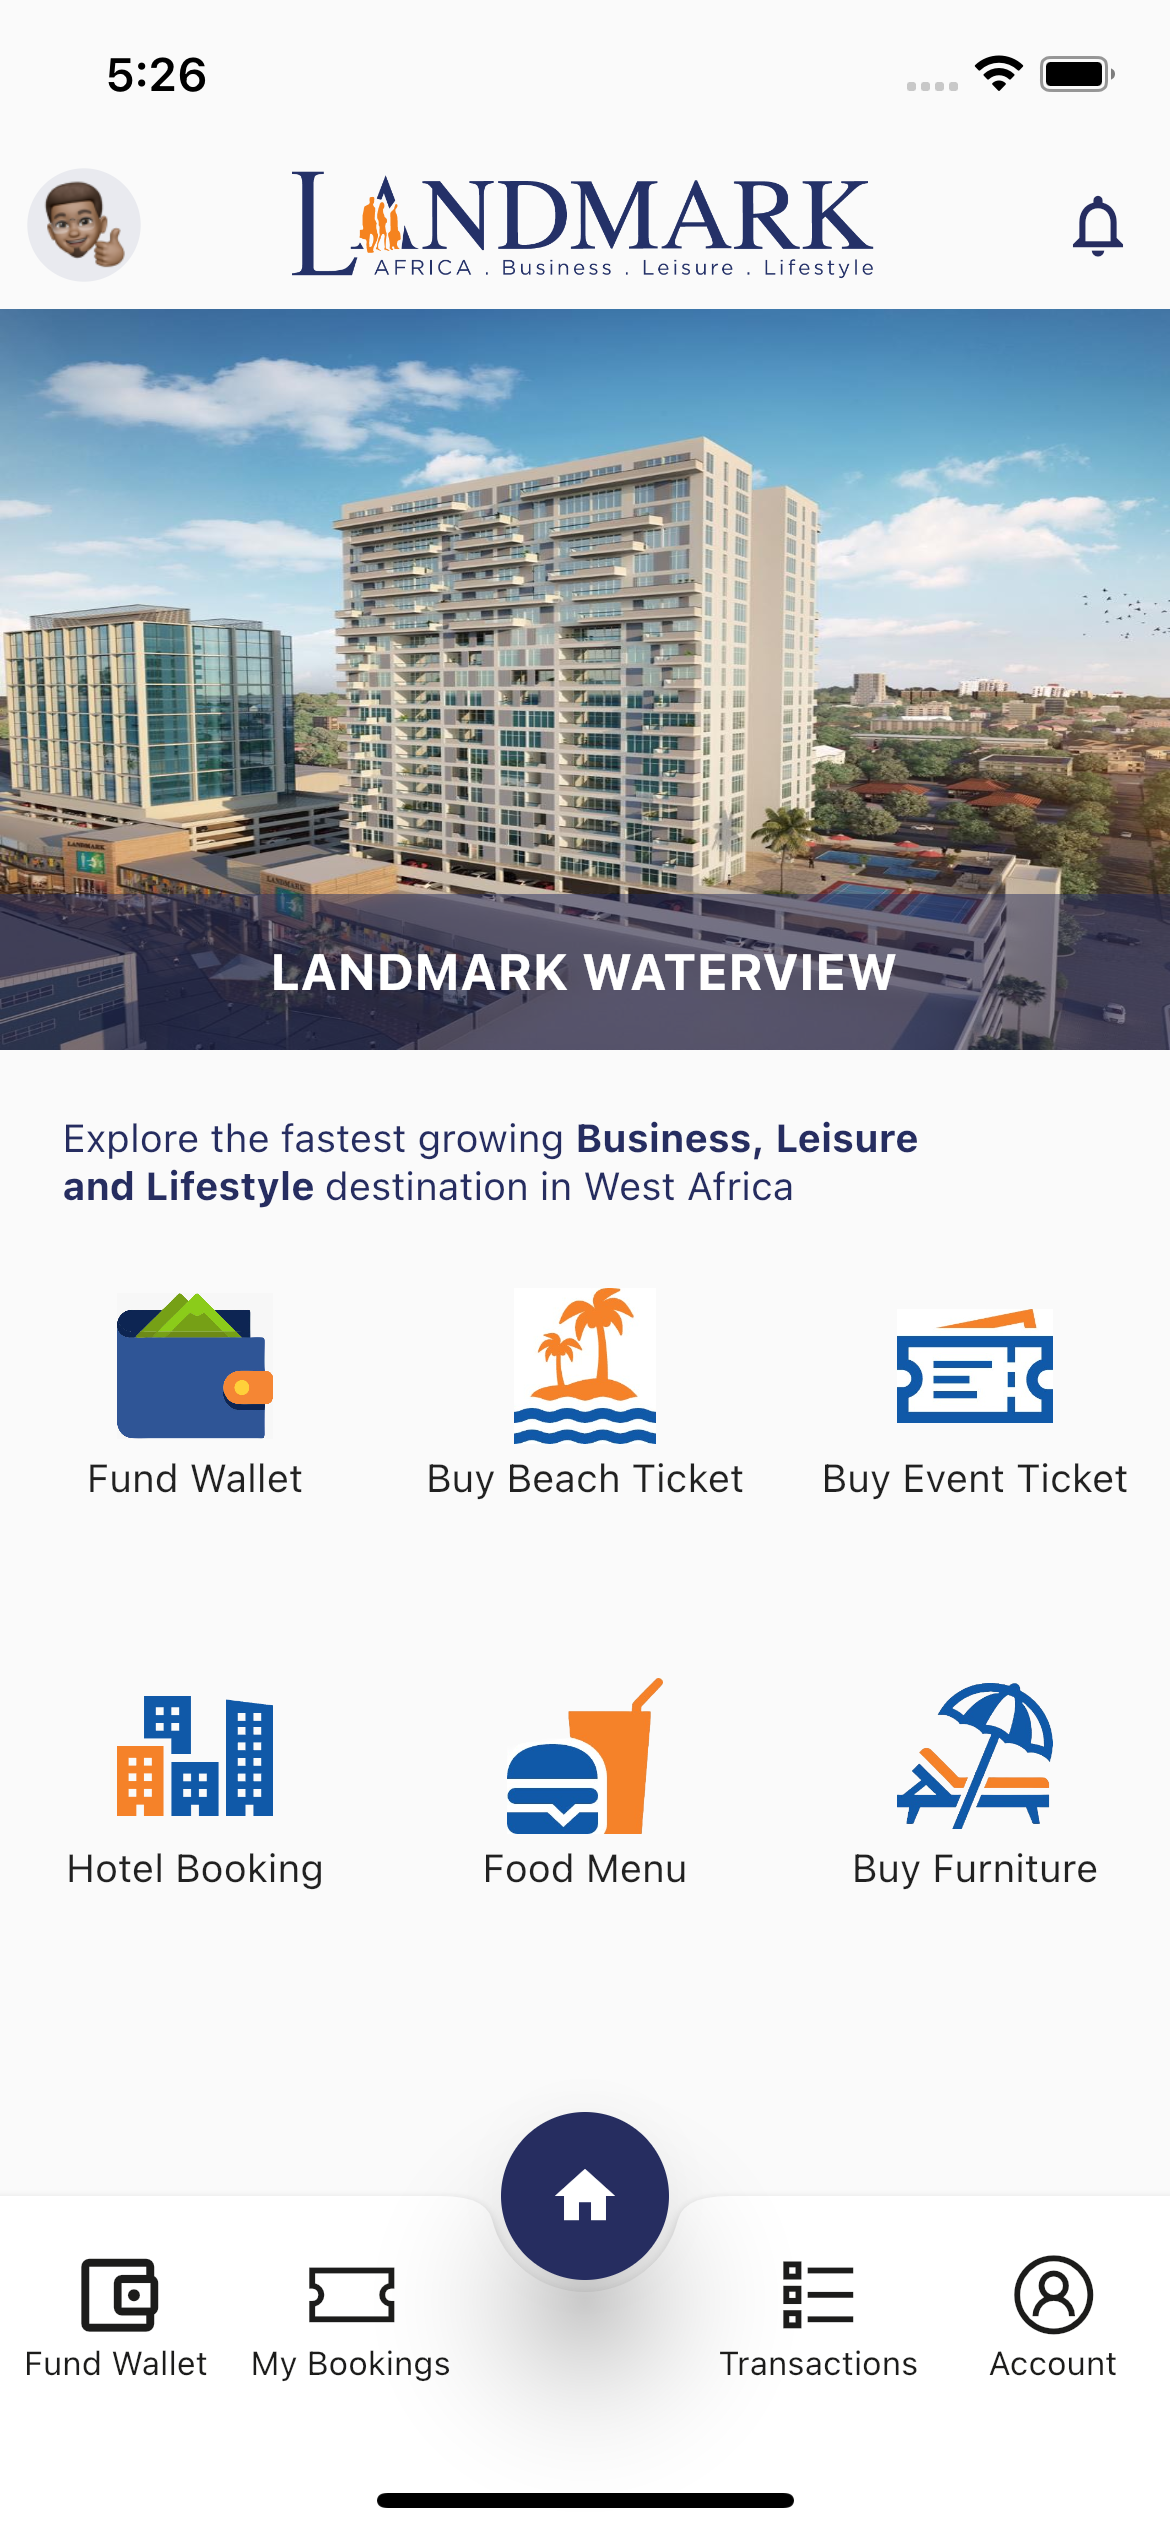 5:26
LANDMARK
AFRICA . Business . Leisure . Lifestyle
LANDMARK
LANDMARK
LANDMARK WATERVIEW
Explore the fastest growing Business, Leisure
and Lifestyle destination in West Africa
Fund Wallet
Buy Beach Ticket
Buy Event Ticket
Hotel Booking
Food Menu
Buy Furniture
Fund Wallet
My Bookings
Transactions
Account